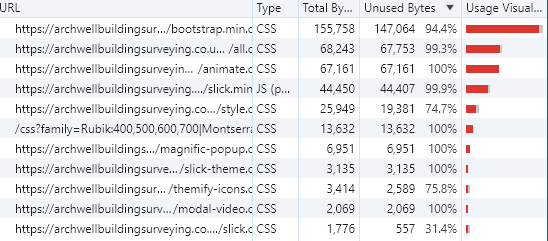 URL Type Total By... Unused Bytes ▼ Usage Visual...
https://archwellbuildingsur.../bootstrap.min.c CSS 155,758 147,064 94.4%
https://archwellbuildingsurveying.co.u... /all.c CSS 68,243 67,753 99.3%
https://archwellbuildingsurveyin... /animate.c CSS 67,161 67,161 100%
https://archwellbuildingsurveying..../slick.min JS (p... 44,450 44,407 99.9%
https://archwellbuildingsurveying.co.../style.c CSS 25,949 19,381 74.7%
/css?family=Rubik:400,500,600,700|Montserra CSS 13,632 13,632 100%
https://archwellbuildings.../magnific-popup.c CSS 6,951 6,951 100%
https://archwellbuildingsurv.../slick-theme.c CSS 3,135 3,135 100%
https://archwellbuildingsur.../themify-icons.c CSS 3,414 2,589 75.8%
https://archwellbuildingsurv.../modal-video.c CSS 2,069 2,069 100%
https://archwellbuildingsurveying.co..../slick.c CSS 1,776 557 31.4%